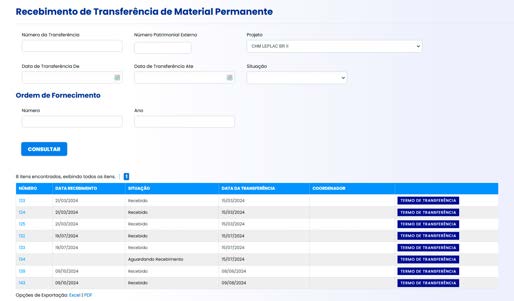 Recebimento de Transferência de Material Permanente
Número da Transferência Número Patrimonial Externo Projeto
CHM LEPLAC BR II
Data de Transferência De Data de Transferência Ate Situação
Ordem de Fornecimento
Número Ano
CONSULTAR
8 itens encontrados, exibindo todos os itens. | 1
NÚMERO DATA RECEBIMENTO SITUAÇÃO DATA DA TRANSFERÊNCIA COORDENADOR
123 21/03/2024 Recebido 15/03/2024 TERMO DE TRANSFERÊNCIA
124 21/03/2024 Recebido 15/03/2024 TERMO DE TRANSFERÊNCIA
125 21/03/2024 Recebido 15/03/2024 TERMO DE TRANSFERÊNCIA
132 19/07/2024 Recebido 15/07/2024 TERMO DE TRANSFERÊNCIA
133 19/07/2024 Recebido 15/07/2024 TERMO DE TRANSFERÊNCIA
134 Aguardando Recebimento 15/07/2024 TERMO DE TRANSFERÊNCIA
139 09/10/2024 Recebido TERMO DE TRANSFERÊNCIA
09/10/2024 Recebido 09/08/2024 TERMO DE TRANSFERÊNCIA
Opções de Exportação: Excel | PDF